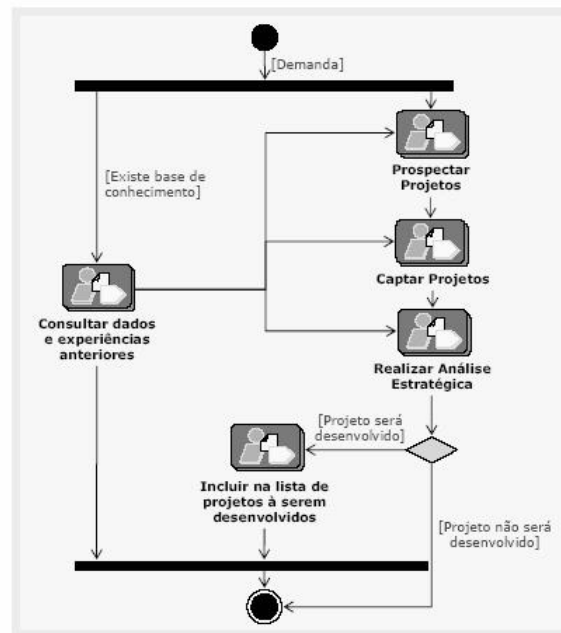 [Demanda]
[Existe base de
conhecimento]
Prospectar
Projetos
Captar Projetos
Consultar dados
e experiências
anteriores
Realizar Análise
Estratégica
[Projeto será
desenvolvido]
Incluir na lista de
projetos à serem
desenvolvidos
[Projeto não será
desenvolvido]